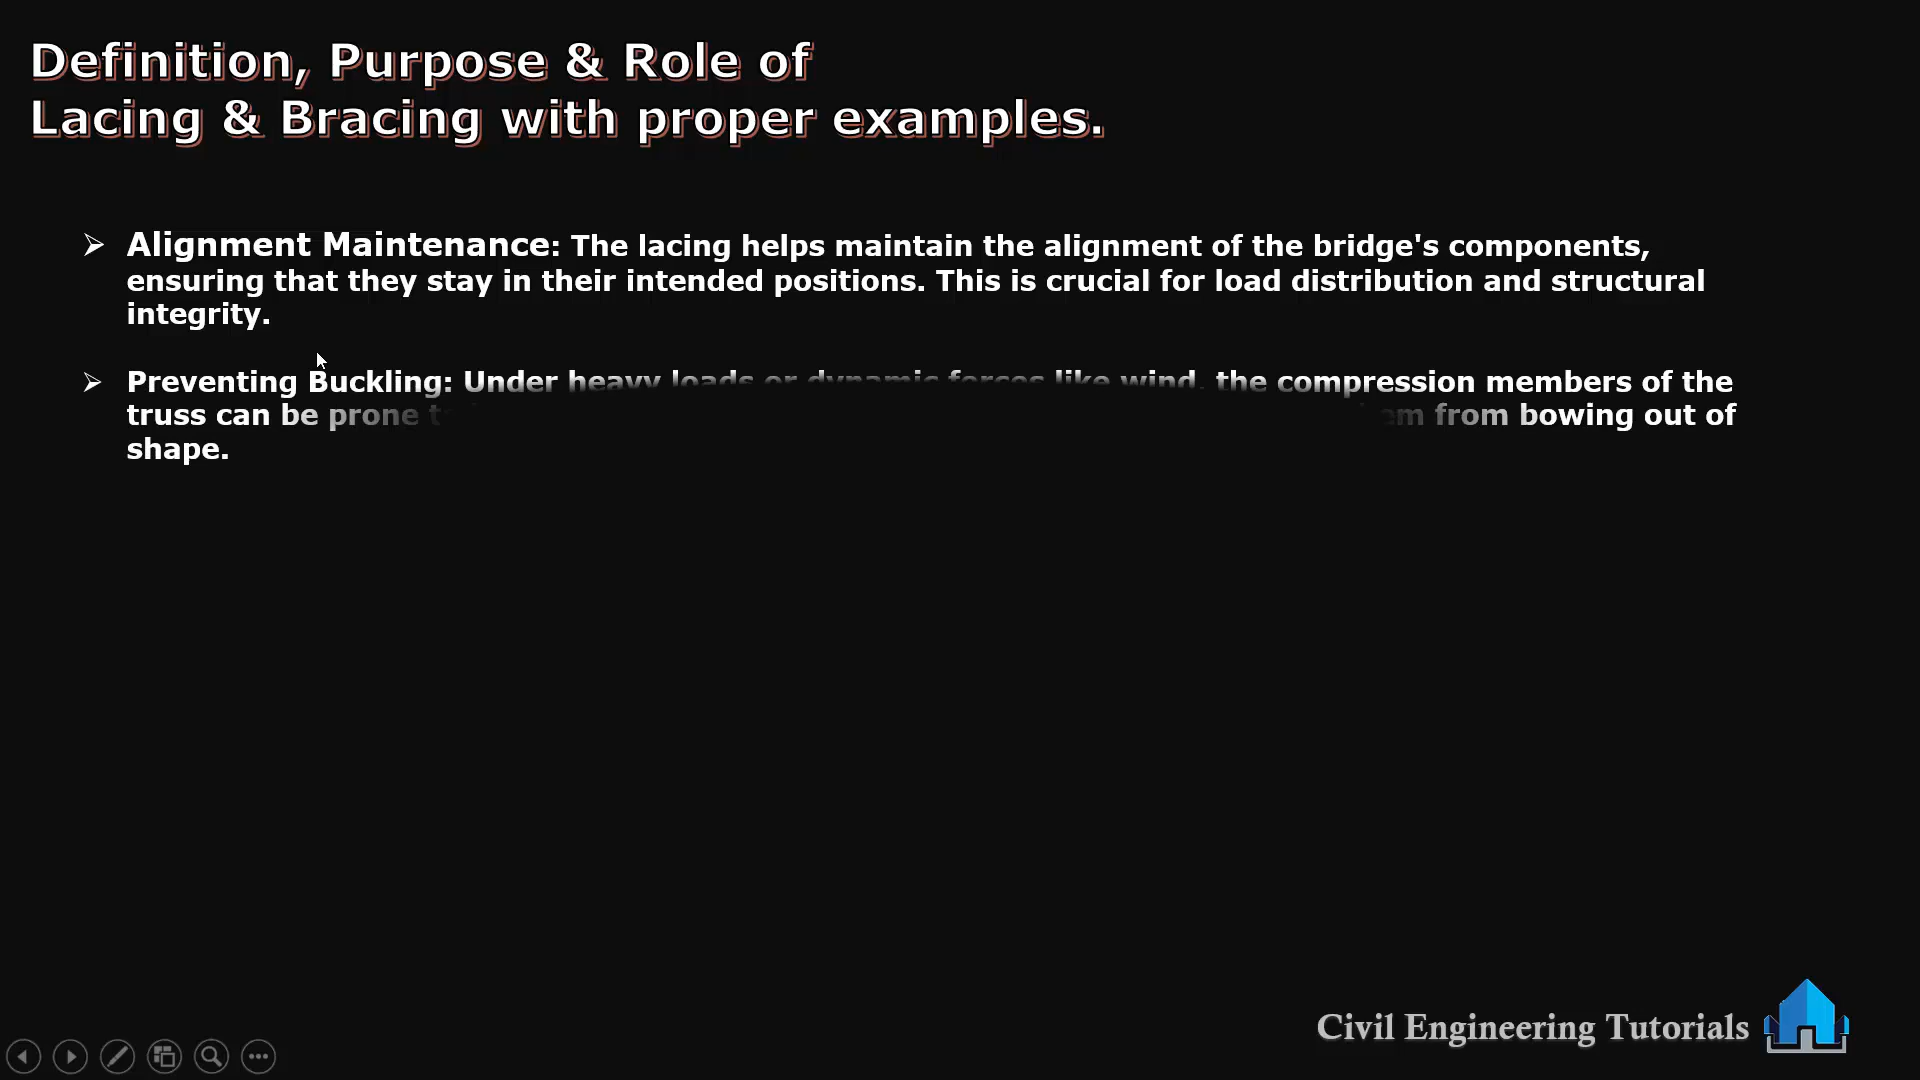 Definition, Purpose & Role of
Lacing & Bracing with proper examples.
Alignment Maintenance: The lacing helps maintain the alignment of the bridge's components,
ensuring that they stay in their intended positions. This is crucial for load distribution and structural
integrity.
Preventing Buckling: Under heavy loads or dynamic forces like wind, the compression members of the
truss can be prone from bowing out of
shape.
Civil Engineering Tutorials